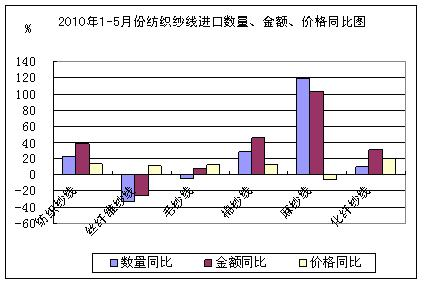 2010年1-5月份纺织纱线进口数量、金额、价格同比图
%
140
120
100
80
60
40
20
0
-20
-40
-60
纺织纱线
丝纤维纱线
毛纱线
棉纱线
麻纱线
化纤纱线
数量同比 金额同比 价格同比